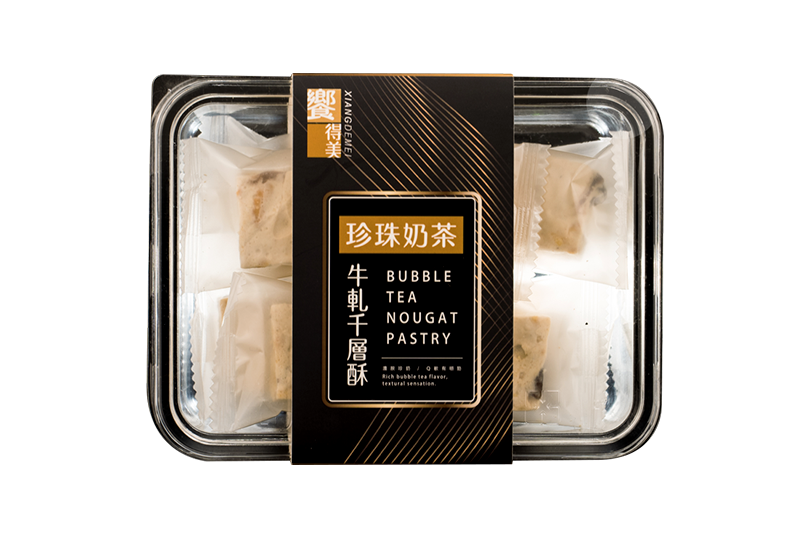 饗
得美
XIANGDEMEI
珍珠奶茶
牛軋千層酥
BUBBLE
TEA
NOUGAT
PASTRY
Rich bubble tea flavor,
textural sensation.